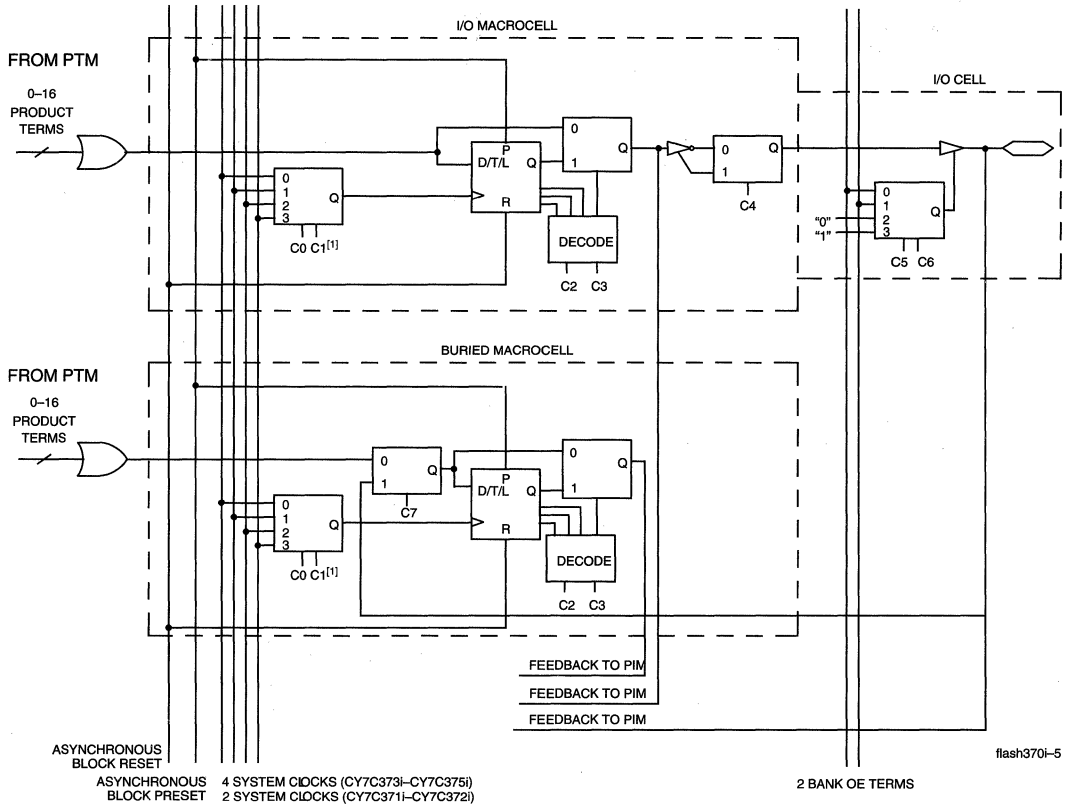 I/O MACROCELL
FROM PTM
0–16
PRODUCT
TERMS
I/O CELL
0
1
Q
P
D/T/L
Q
R
0
1
2
3
Q
C0 C1[1]
DECODE
C2 C3
0
1
Q
C4
0
1
2
3
Q
"0"
"1"
C5 C6
BURIED MACROCELL
FROM PTM
0–16
PRODUCT
TERMS
0
1
Q
C7
P
D/T/L
Q
R
0
1
Q
0
1
2
3
Q
C0 C1[1]
DECODE
C2 C3
FEEDBACK TO PIM
FEEDBACK TO PIM
FEEDBACK TO PIM
ASYNCHRONOUS
BLOCK RESET
ASYNCHRONOUS
BLOCK PRESET
4 SYSTEM CLOCKS (CY7C373i–CY7C375i)
2 SYSTEM CLOCKS (CY7C371i–CY7C372i)
2 BANK OE TERMS
flash370i–5